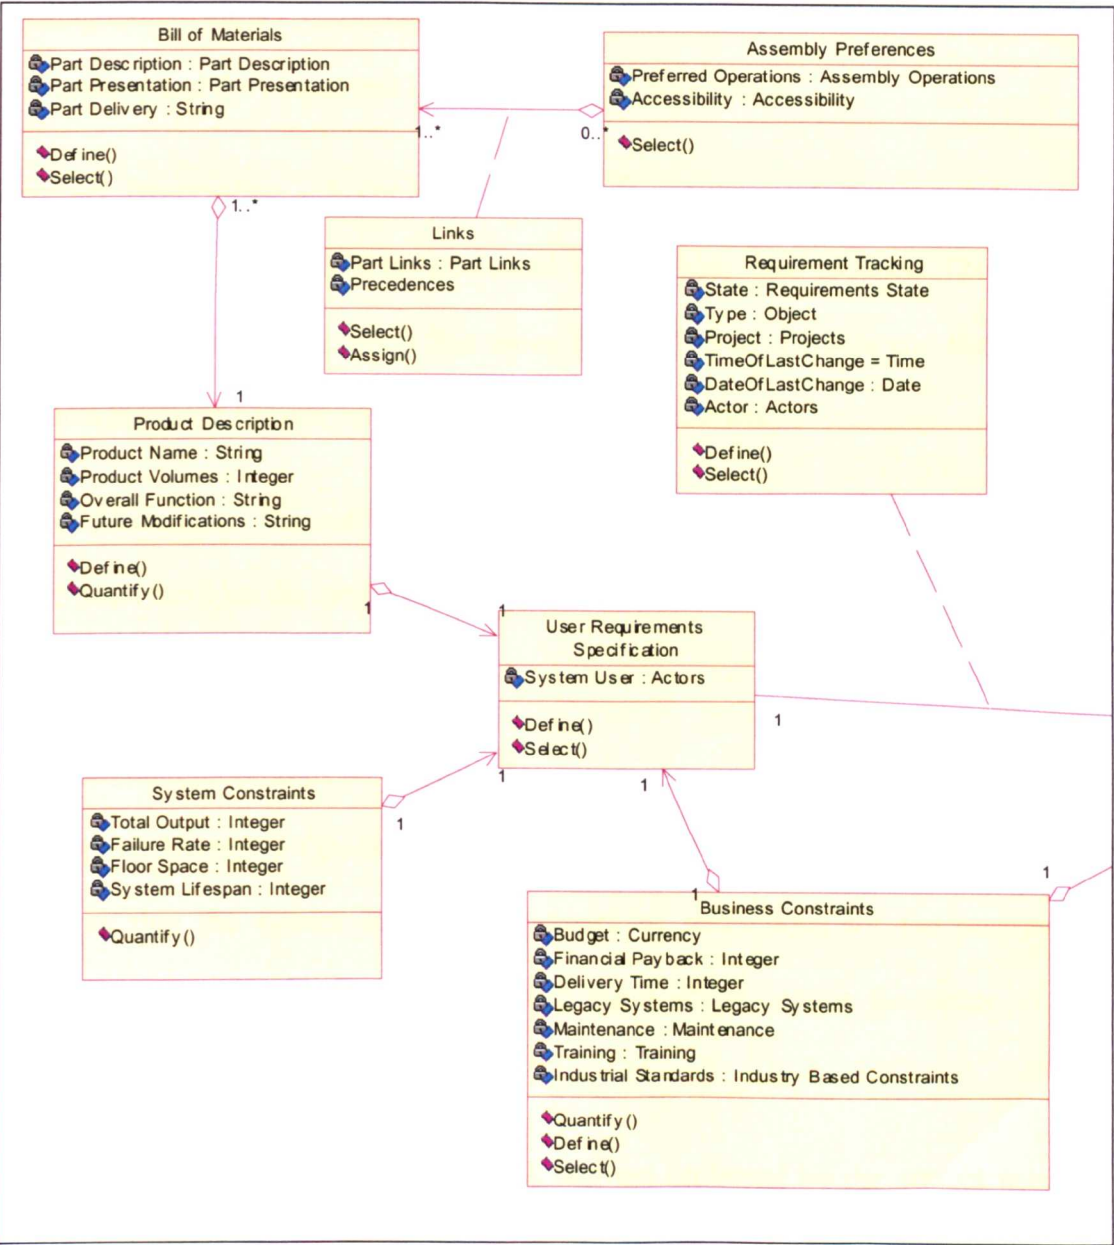 Bill of Materials
Part Description : Part Description
Part Presentation : Part Presentation
Part Delivery : String
Define()
Select()
1..*
0..*
Assembly Preferences
Preferred Operations : Assembly Operations
Accessibility : Accessibility
Select()
1..*
Links
Part Links : Part Links
Precedences
Select()
Assign()
Requirement Tracking
State : Requirements State
Type : Object
Project : Projects
TimeOfLastChange = Time
DateOfLastChange : Date
Actor : Actors
Define()
Select()
1
Product Description
Product Name : String
Product Volumes : Integer
Overall Function : String
Future Modifications : String
Define()
Quantify()
1
1
User Requirements
Specification
System User : Actors
Define()
Select()
1
1
1
System Constraints
Total Output : Integer
Failure Rate : Integer
Floor Space : Integer
System Lifespan : Integer
Quantify()
1
1
1
Business Constraints
Budget : Currency
Financial Payback : Integer
Delivery Time : Integer
Legacy Systems : Legacy Systems
Maintenance : Maintenance
Training : Training
Industrial Standards : Industry Based Constraints
Quantify()
Define()
Select()